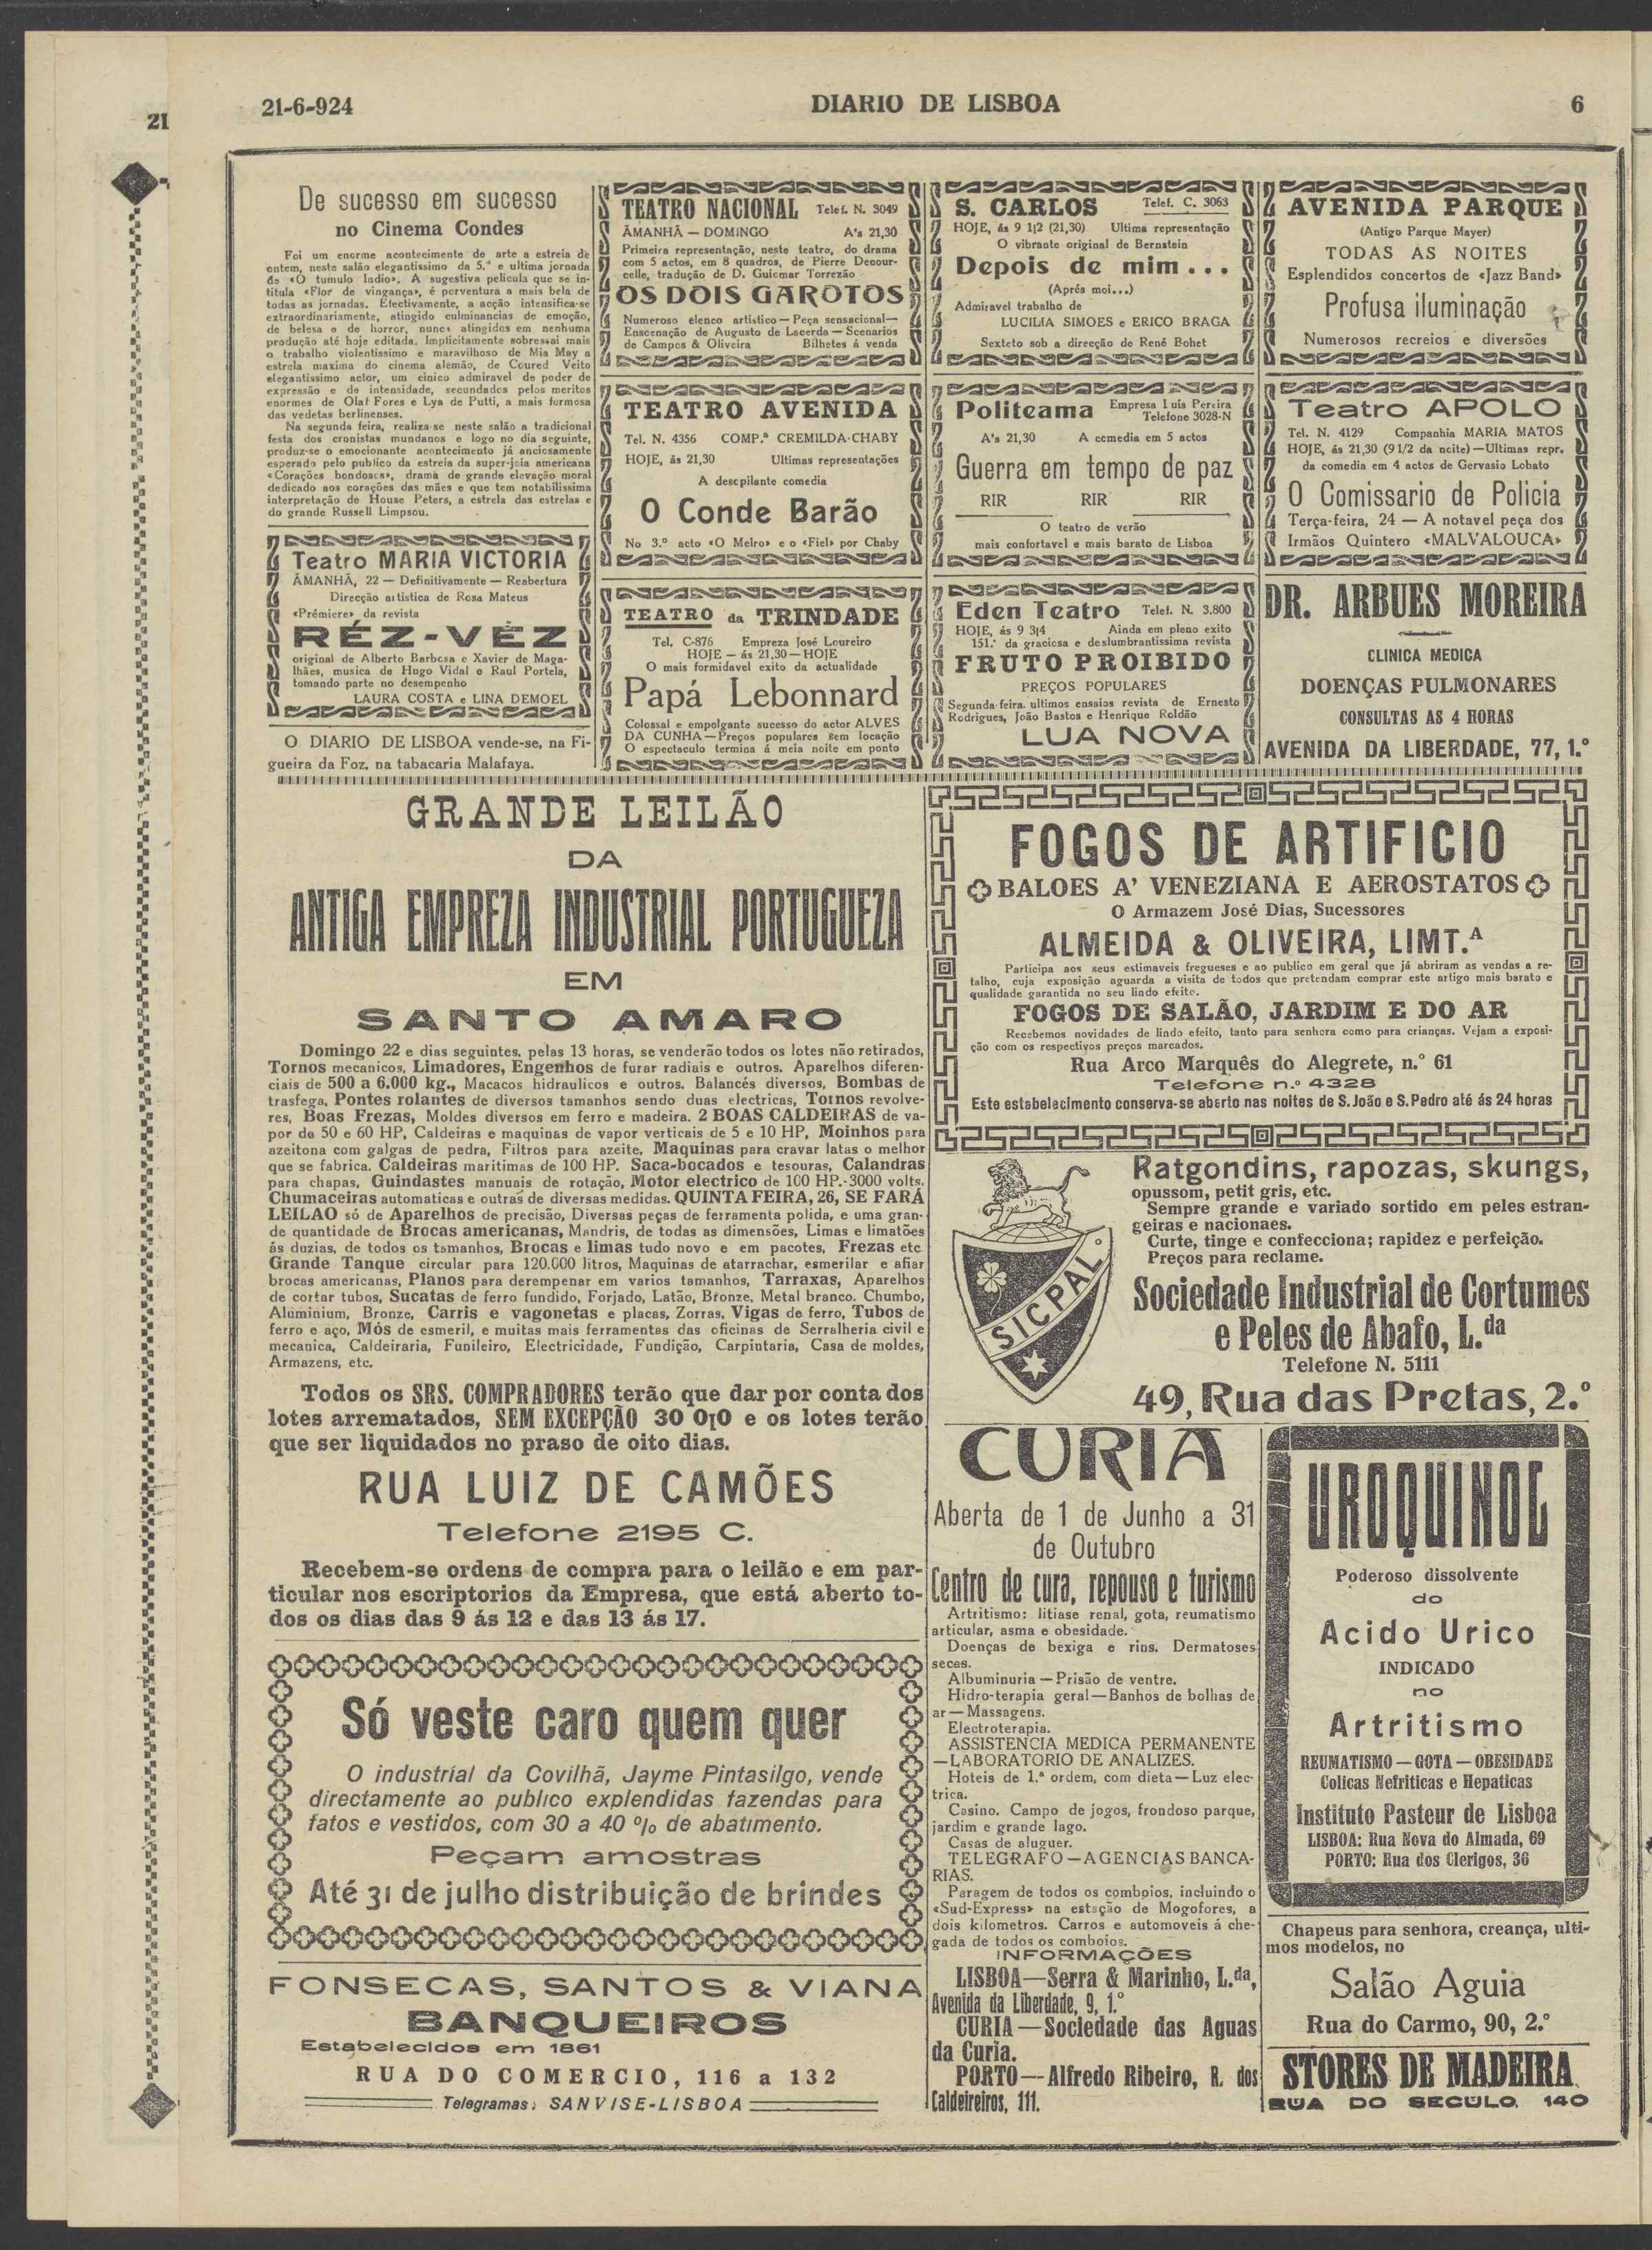 21
21-6-924
DIARIO DE LISBOA
6
De sucesso em sucesso
no Cinema Condes
Foi um enorme acontecimento de arte a estreia de
ontem, neste salão elegantissimo da 5.ª e ultima jornada
de «O tumulo Indio». A sugestiva pelicula que se in-
titula «Flor de vingança», é porventura a mais bela de
todas as jornadas. Efectivamente, a acção intensifica-se
extraordinariamente, atingido culminancias de emoção,
de belesa e de horror, nunca atingidos em nenhuma
produção até hoje editada. Implicitamente sobressai mais
o trabalho violentissimo e maravilhoso de Mia May a
estrela maxima do cinema alemão, de Coured Veito
elegantissimo actor, um cinico admiravel de poder de
expressão e de intensidade, secundados pelos meritos
enormes de Olaf Fores e Lya de Putti, a mais formosa
das vedetas berlinenses.
Na segunda feira, realiza-se neste salão a tradicional
festa dos cronistas mundanos e logo no dia seguinte,
produz-se o emocionante acontecimento já anciosamente
esperado pelo publico da estreia da super-joia americana
«Corações bondosos», drama de grande elevação moral
dedicado aos corações das mães e que tem notabilissima
interpretação de House Peters, a estrela das estrelas e
do grande Russell Limpsou.
Teatro MARIA VICTORIA
ÁMANHÃ, 22 — Definitivamente — Reabertura
Direcção artistica de Rosa Mateus
«Prémiere» da revista
RÉZ-VÉZ
original de Alberto Barbosa e Xavier de Maga-
lhães, musica de Hugo Vidal e Raul Portela,
tomando parte no desempenho
LAURA COSTA e LINA DEMOEL
O DIARIO DE LISBOA vende-se, na Fi-
gueira da Foz, na tabacaria Malafaya.
TEATRO NACIONAL Telef. N. 3049
ÁMANHÃ — DOMINGO A's 21,30
Primeira representação, neste teatro, do drama
com 5 actos, em 8 quadros, de Pierre Decour-
celle, tradução de D. Guiomar Torrezão
OS DOIS GAROTOS
Numeroso elenco artistico — Peça sensacional—
Enscenação de Augusto de Lacerda — Scenarios
de Campos & Oliveira Bilhetes á venda
TEATRO AVENIDA
Tel. N. 4356 COMP.ª CREMILDA-CHABY
HOJE, ás 21,30 Ultimas representações
A descpilante comedia
O Conde Barão
No 3.º acto «O Melro» e o «Fiel» por Chaby
TEATRO da TRINDADE
Tel. C-876 Empreza José Loureiro
HOJE — ás 21,30 — HOJE
O mais formidavel exito da actualidade
Papá Lebonnard
Colossal e empolgante sucesso do actor ALVES
DA CUNHA—Preços populares sem locação
O espectaculo termina á meia noite em ponto
S. CARLOS Telef. C. 3063
HOJE, ás 9 1|2 (21,30) Ultima representação
O vibrante original de Bernstein
Depois de mim...
(Aprés moi...)
Admiravel trabalho de
LUCILIA SIMOES e ERICO BRAGA
Sexteto sob a direcção de René Bohet
Politeama Empresa Luís Pereira
Telefone 3028-N
A's 21,30 A comedia em 5 actos
Guerra em tempo de paz
RIR RIR RIR
O teatro de verão
mais confortavel e mais barato de Lisboa
Eden Teatro Telef. N. 3.800
HOJE, ás 9 3|4 Ainda em pleno exito
151.ª da graciosa e deslumbrantissima revista
FRUTO PROIBIDO
PREÇOS POPULARES
Segunda-feira, ultimos ensaios revista de Ernesto
Rodrigues, João Bastos e Henrique Roldão
LUA NOVA
AVENIDA PARQUE
(Antigo Parque Mayer)
TODAS AS NOITES
Esplendidos concertos de «Jazz Band»
Profusa iluminação
Numerosos recreios e diversões
Teatro APOLO
Tel. N. 4129 Companhia MARIA MATOS
HOJE, ás 21,30 (9 1/2 da noite)—Ultimas repr.
da comedia em 4 actos de Gervasio Lobato
O Comissario de Policia
Terça-feira, 24 — A notavel peça dos
Irmãos Quintero «MALVALOUCA»
DR. ARBUES MOREIRA
CLINICA MEDICA
DOENÇAS PULMONARES
CONSULTAS AS 4 HORAS
AVENIDA DA LIBERDADE, 77, 1.º
GRANDE LEILÃO
DA
ANTIGA EMPREZA INDUSTRIAL PORTUGUEZA
EM
SANTO AMARO
Domingo 22 e dias seguintes, pelas 13 horas, se venderão todos os lotes não retirados,
Tornos mecanicos, Limadores, Engenhos de furar radiais e outros. Aparelhos diferen-
ciais de 500 a 6.000 kg., Macacos hidraulicos e outros. Balancés diversos, Bombas de
trasfega, Pontes rolantes de diversos tamanhos sendo duas electricas, Tornos revolve-
res, Boas Frezas, Moldes diversos em ferro e madeira. 2 BOAS CALDEIRAS de va-
por de 50 e 60 HP, Caldeiras e maquinas de vapor verticais de 5 e 10 HP, Moinhos para
azeitona com galgas de pedra, Filtros para azeite, Maquinas para cravar latas o melhor
que se fabrica. Caldeiras maritimas de 100 HP. Saca-bocados e tesouras, Calandras
para chapas, Guindastes manuais de rotação, Motor electrico de 100 HP.-3000 volts.
Chumaceiras automaticas e outras de diversas medidas. QUINTA FEIRA, 26, SE FARÁ
LEILAO só de Aparelhos de precisão, Diversas peças de ferramenta polida, e uma gran-
de quantidade de Brocas americanas, Mandris, de todas as dimensões, Limas e limatões
ás duzias, de todos os tamanhos, Brocas e limas tudo novo e em pacotes, Frezas etc
Grande Tanque circular para 120.000 litros, Maquinas de atarrachar, esmerilar e afiar
brocas americanas, Planos para derempenar em varios tamanhos, Tarraxas, Aparelhos
de cortar tubos, Sucatas de ferro fundido, Forjado, Latão, Bronze, Metal branco. Chumbo,
Aluminium, Bronze, Carris e vagonetas e placas, Zorras, Vigas de ferro, Tubos de
ferro e aço, Mós de esmeril, e muitas mais ferramentas das oficinas de Serralheria civil e
mecanica, Caldeiraria, Funileiro, Electricidade, Fundição, Carpintaria, Casa de moldes,
Armazens, etc.
Todos os SRS. COMPRADORES terão que dar por conta dos
lotes arrematados, SEM EXCEPÇÃO 30 0|0 e os lotes terão
que ser liquidados no praso de oito dias.
RUA LUIZ DE CAMÕES
Telefone 2195 C.
Recebem-se ordens de compra para o leilão e em par-
ticular nos escriptorios da Empresa, que está aberto to-
dos os dias das 9 ás 12 e das 13 ás 17.
Só veste caro quem quer
O industrial da Covilhã, Jayme Pintasilgo, vende
directamente ao publico explendidas fazendas para
fatos e vestidos, com 30 a 40 % de abatimento.
Peçam amostras
Até 31 de julho distribuição de brindes
FONSECAS, SANTOS & VIANA
BANQUEIROS
Estabelecidos em 1861
RUA DO COMERCIO, 116 a 132
Telegramas: SANVISE-LISBOA
FOGOS DE ARTIFICIO
BALOES A' VENEZIANA E AEROSTATOS
O Armazem José Dias, Sucessores
ALMEIDA & OLIVEIRA, LIMT.A
Participa aos seus estimaveis fregueses e ao publico em geral que já abriram as vendas a re-
talho, cuja exposição aguarda a visita de todos que pretendam comprar este artigo mais barato e
qualidade garantida no seu lindo efeito.
FOGOS DE SALÃO, JARDIM E DO AR
Recebemos novidades de lindo efeito, tanto para senhora como para crianças. Vejam a exposi-
ção com os respectivos preços marcados.
Rua Arco Marquês do Alegrete, n.º 61
Telefone n.º 4328
Este estabelecimento conserva-se aberto nas noites de S. João e S. Pedro até ás 24 horas
SICPAL
Ratgondins, rapozas, skungs,
opussom, petit gris, etc.
Sempre grande e variado sortido em peles estran-
geiras e nacionaes.
Curte, tinge e confecciona; rapidez e perfeição.
Preços para reclame.
Sociedade Industrial de Cortumes
e Peles de Abafo, L.da
Telefone N. 5111
49, Rua das Pretas, 2.º
CURIA
Aberta de 1 de Junho a 31
de Outubro
Centro de cura, repouso e turismo
Artritismo: litiase renal, gota, reumatismo
articular, asma e obesidade.
Doenças de bexiga e rins. Dermatoses
secas.
Albuminuria — Prisão de ventre.
Hidro-terapia geral—Banhos de bolhas de
ar — Massagens.
Electroterapia.
ASSISTENCIA MEDICA PERMANENTE
—LABORATORIO DE ANALIZES.
Hoteis de 1.ª ordem, com dieta—Luz elec-
trica.
Casino. Campo de jogos, frondoso parque,
jardim e grande lago.
Casas de aluguer.
TELEGRAFO—AGENCIAS BANCA-
RIAS.
Paragem de todos os comboios, incluindo o
«Sud-Express» na estação de Mogofores, a
dois kilometros. Carros e automoveis á che-
gada de todos os comboios.
INFORMAÇÕES
LISBOA—Serra & Marinho, L.da,
Avenida da Liberdade, 9, 1.º
CURIA—Sociedade das Aguas
da Curia.
PORTO—Alfredo Ribeiro, R. dos
Caldeireiros, 111.
UROQUINOL
Poderoso dissolvente
do
Acido Urico
INDICADO
no
Artritismo
REUMATISMO — GOTA — OBESIDADE
Colicas Nefriticas e Hepaticas
Instituto Pasteur de Lisboa
LISBOA: Rua Nova do Almada, 69
PORTO: Rua dos Clerigos, 36
Chapeus para senhora, creança, ulti-
mos modelos, no
Salão Aguia
Rua do Carmo, 90, 2.º
STORES DE MADEIRA
RUA DO SECULO, 140